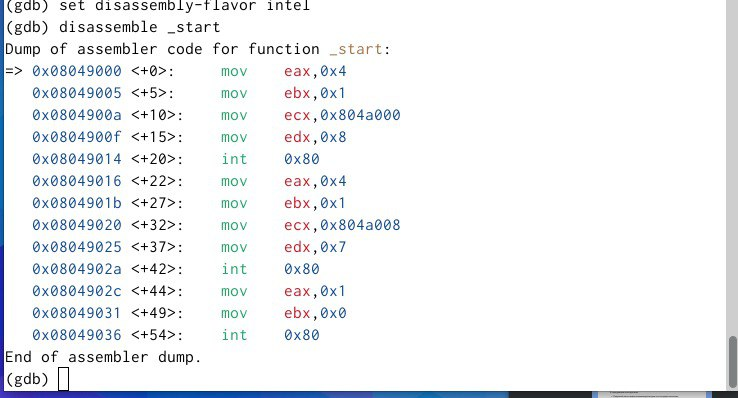 (gdb) set disassembly-flavor intel
(gdb) disassemble _start
Dump of assembler code for function _start:
=> 0x08049000 <+0>:     mov    eax,0x4
   0x08049005 <+5>:     mov    ebx,0x1
   0x0804900a <+10>:    mov    ecx,0x804a000
   0x0804900f <+15>:    mov    edx,0x8
   0x08049014 <+20>:    int    0x80
   0x08049016 <+22>:    mov    eax,0x4
   0x0804901b <+27>:    mov    ebx,0x1
   0x08049020 <+32>:    mov    ecx,0x804a008
   0x08049025 <+37>:    mov    edx,0x7
   0x0804902a <+42>:    int    0x80
   0x0804902c <+44>:    mov    eax,0x1
   0x08049031 <+49>:    mov    ebx,0x0
   0x08049036 <+54>:    int    0x80
End of assembler dump.
(gdb)